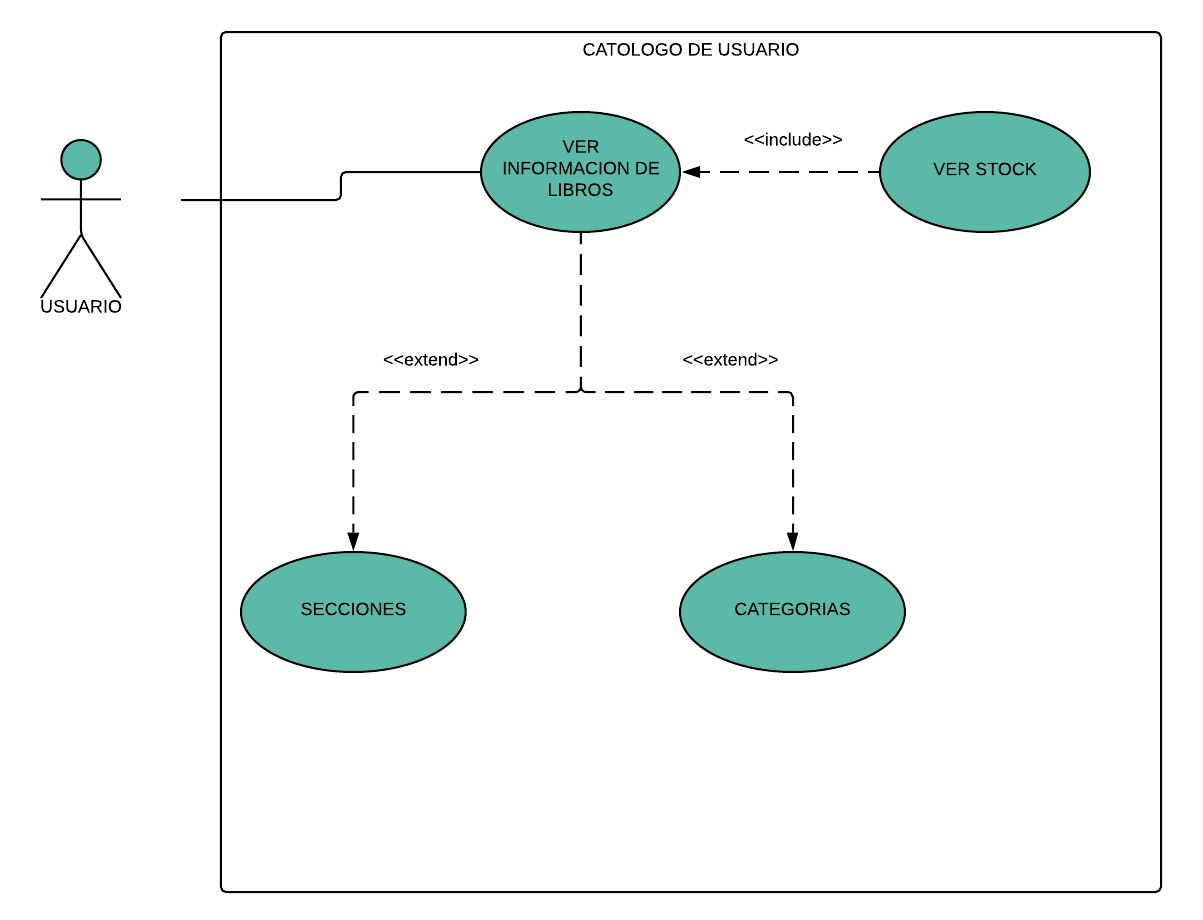 CATOLOGO DE USUARIO
VER
INFORMACION DE
LIBROS
<<include>>
VER STOCK
USUARIO
<<extend>>
<<extend>>
SECCIONES
CATEGORIAS